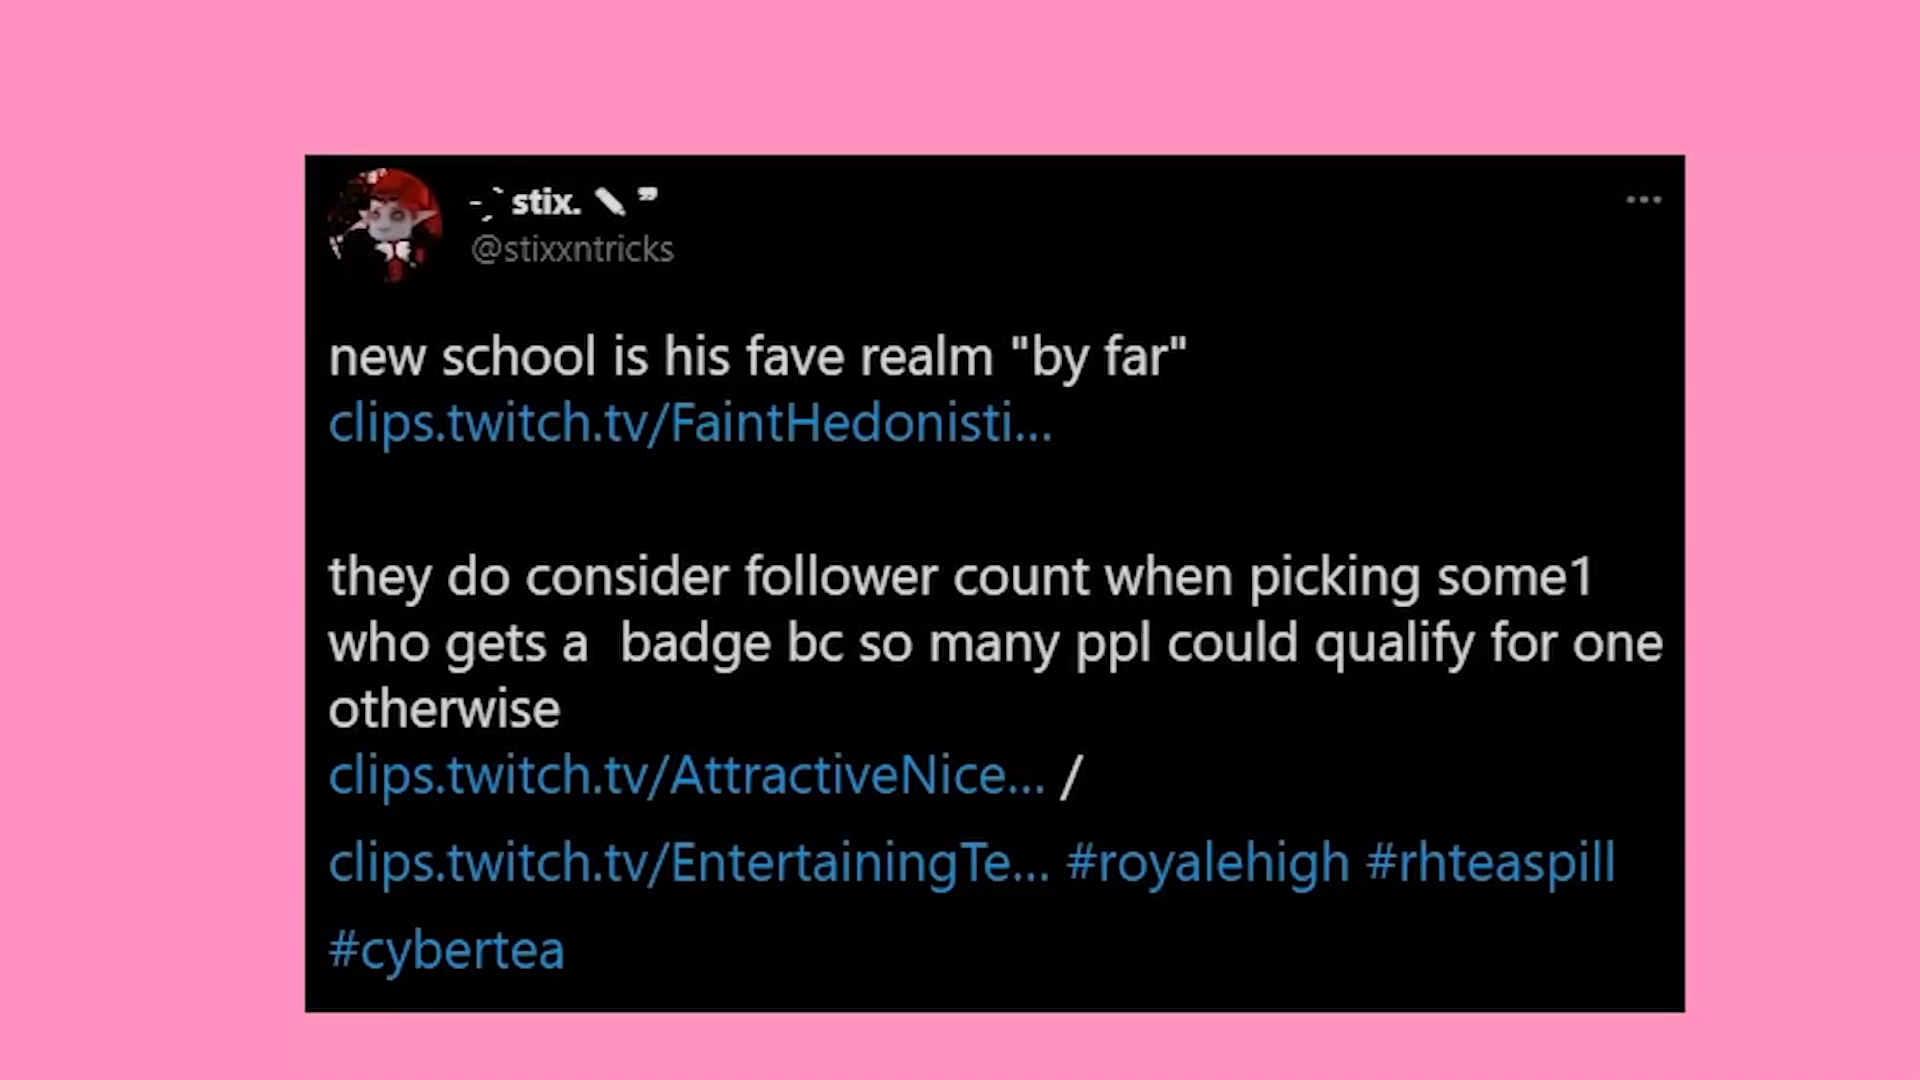 -ˏˋ stix. ✏ ❞
@stixxntricks
new school is his fave realm "by far"
clips.twitch.tv/FaintHedonisti...
they do consider follower count when picking some1
who gets a  badge bc so many ppl could qualify for one
otherwise
clips.twitch.tv/AttractiveNice... /
clips.twitch.tv/EntertainingTe... #royalehigh #rhteaspill
#cybertea